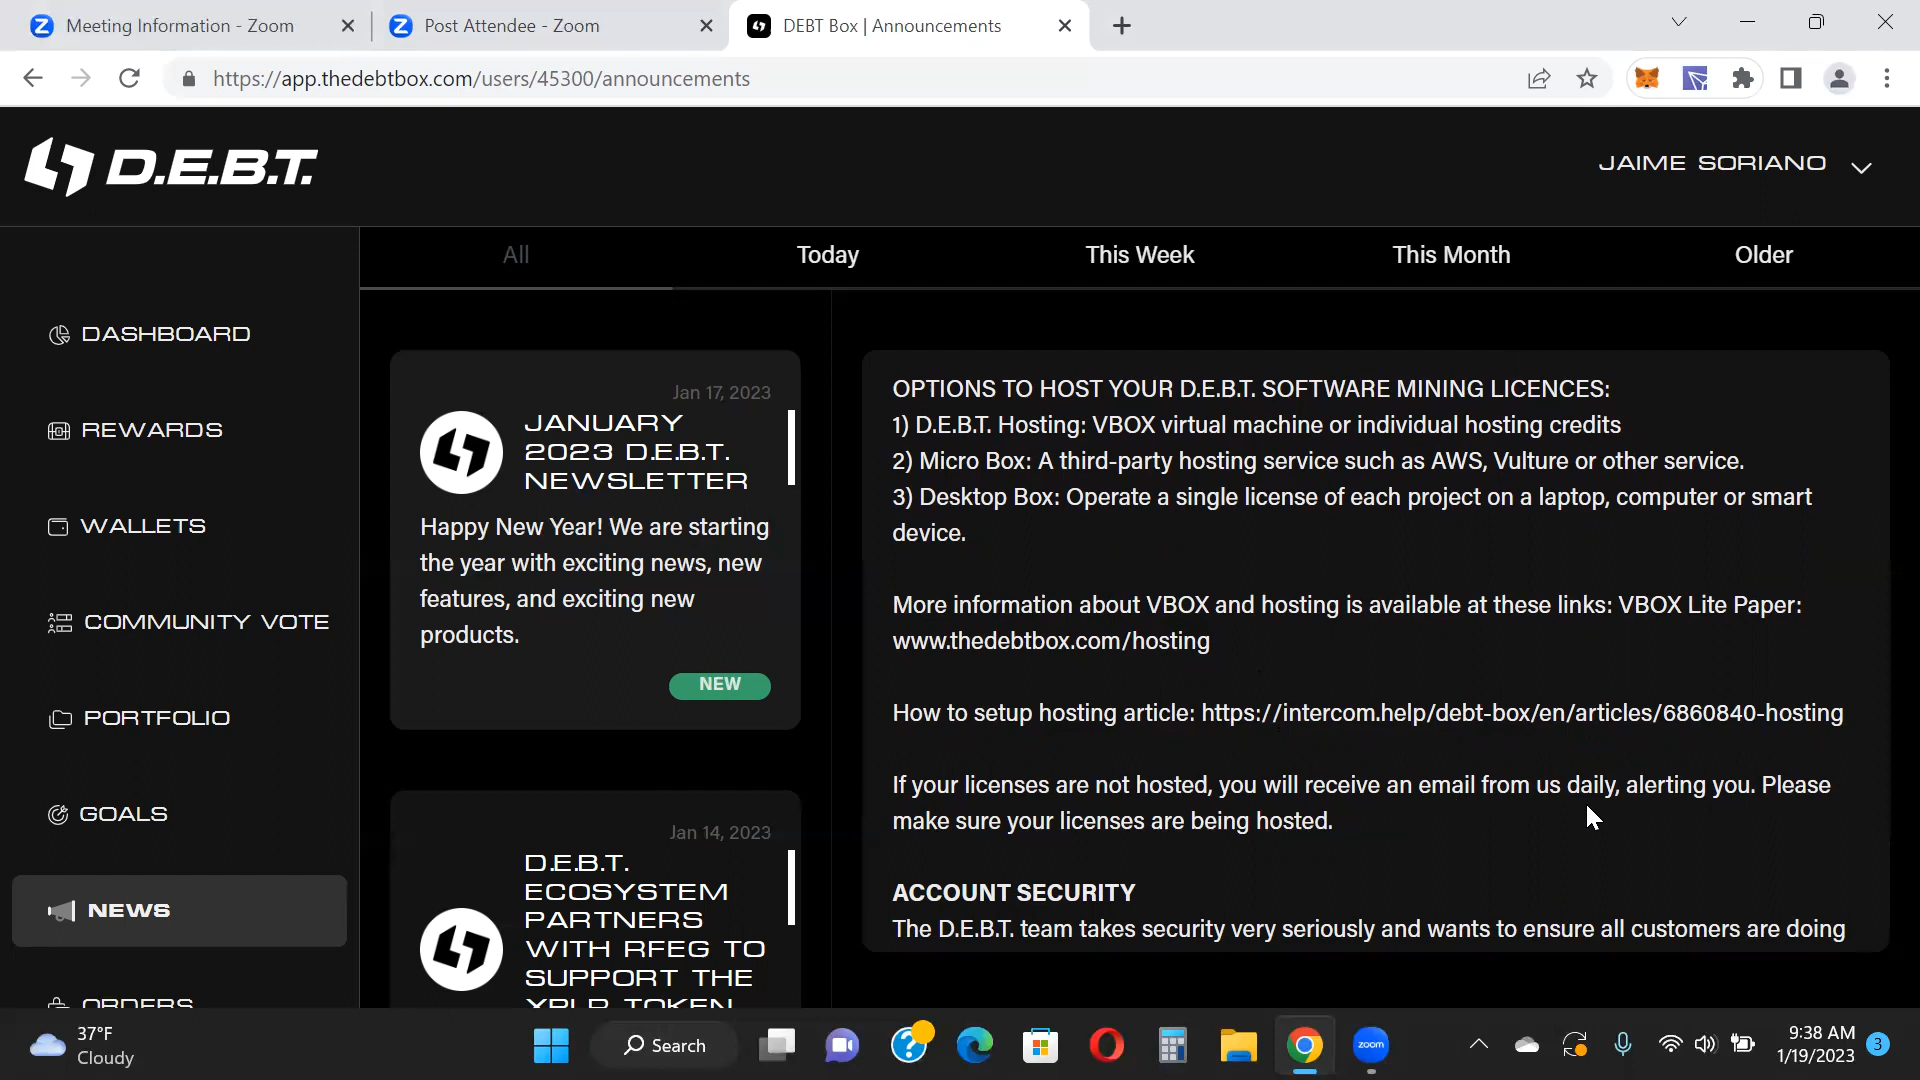 Meeting Information - Zoom
Post Attendee - Zoom
DEBT Box | Announcements
https://app.thedebtbox.com/users/45300/announcements
D.E.B.T.
JAIME SORIANO
All
Today
This Week
This Month
Older
DASHBOARD
REWARDS
WALLETS
COMMUNITY VOTE
PORTFOLIO
GOALS
NEWS
ORDERS
Jan 17, 2023
JANUARY
2023 D.E.B.T.
NEWSLETTER
Happy New Year! We are starting
the year with exciting news, new
features, and exciting new
products.
NEW
Jan 14, 2023
D.E.B.T.
ECOSYSTEM
PARTNERS
WITH RFEG TO
SUPPORT THE
XPLR TOKEN
OPTIONS TO HOST YOUR D.E.B.T. SOFTWARE MINING LICENCES:
1) D.E.B.T. Hosting: VBOX virtual machine or individual hosting credits
2) Micro Box: A third-party hosting service such as AWS, Vulture or other service.
3) Desktop Box: Operate a single license of each project on a laptop, computer or smart
device.
More information about VBOX and hosting is available at these links: VBOX Lite Paper:
www.thedebtbox.com/hosting
How to setup hosting article: https://intercom.help/debt-box/en/articles/6860840-hosting
If your licenses are not hosted, you will receive an email from us daily, alerting you. Please
make sure your licenses are being hosted.
ACCOUNT SECURITY
The D.E.B.T. team takes security very seriously and wants to ensure all customers are doing
37°F
Cloudy
Search
zoom
9:38 AM
1/19/2023
3